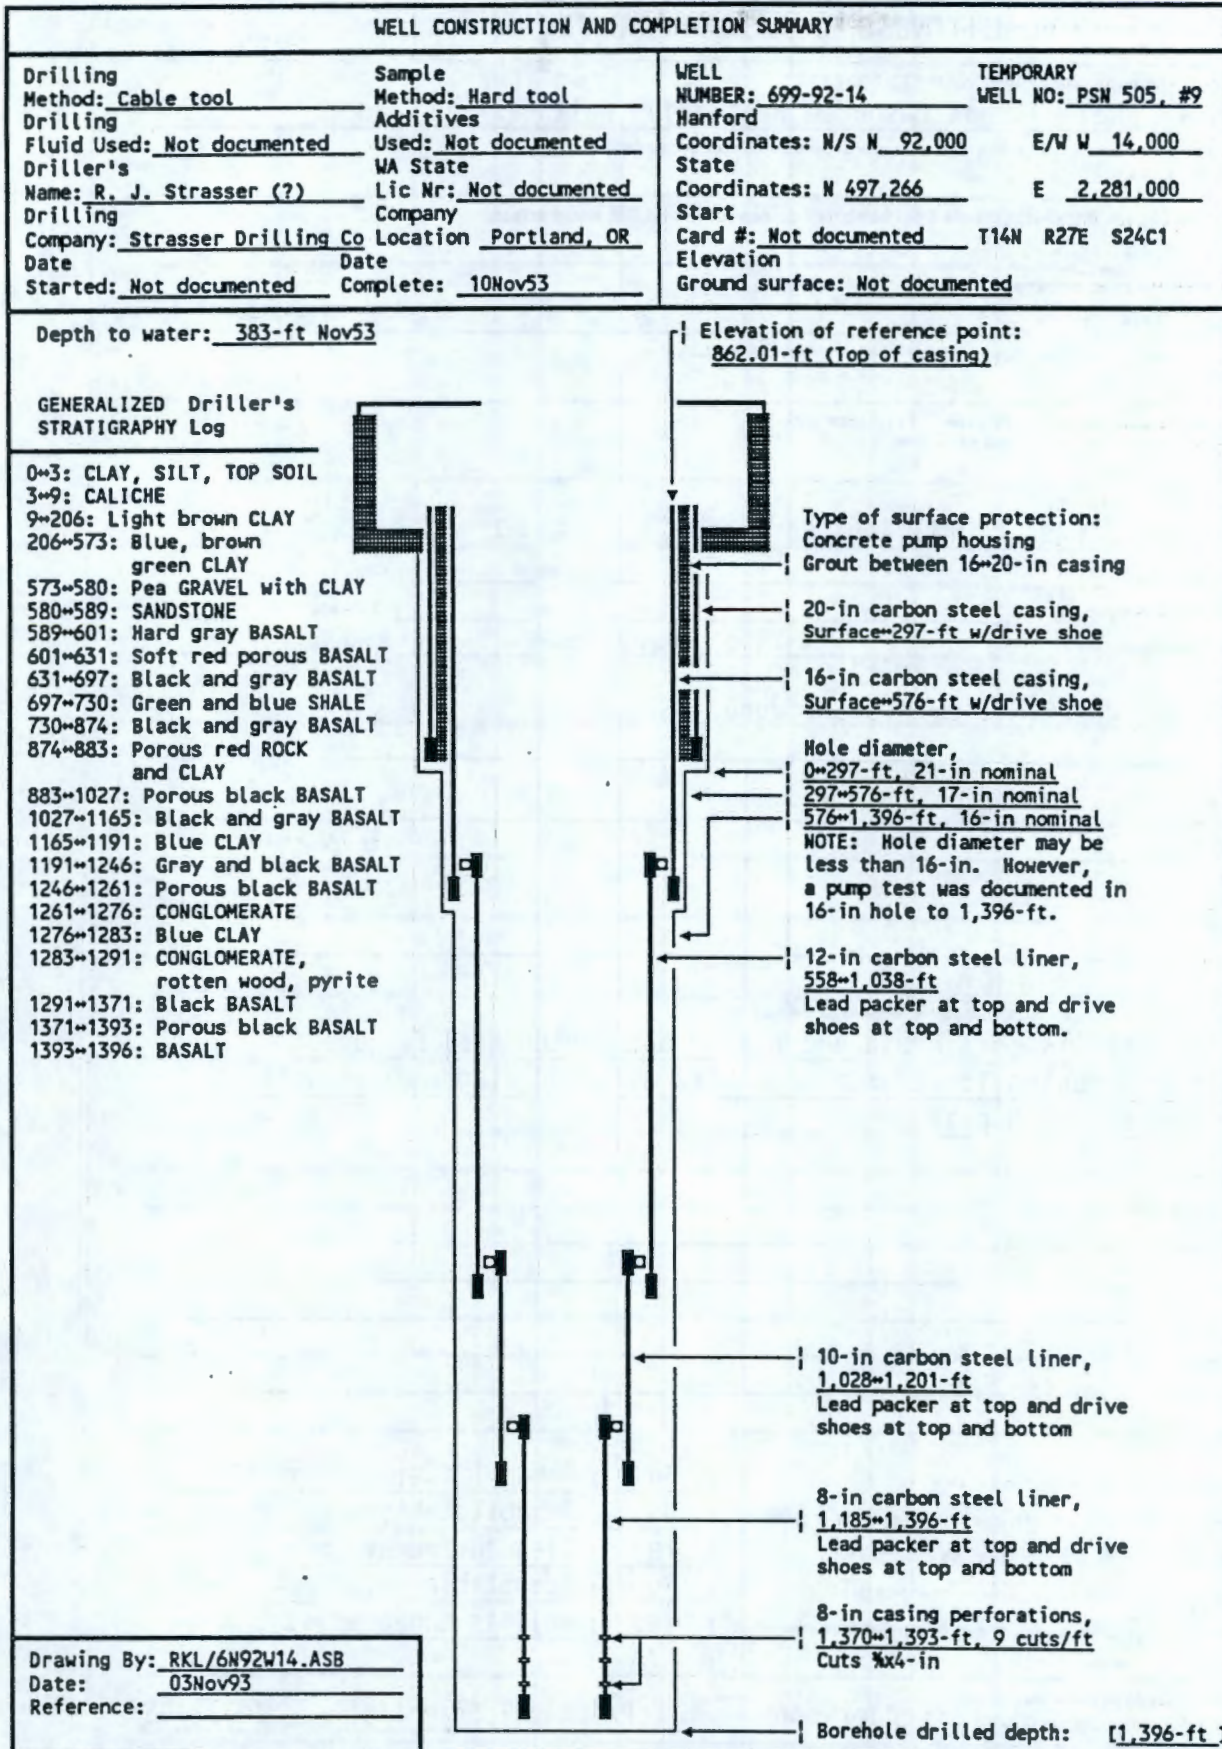 WELL CONSTRUCTION AND COMPLETION SUMMARY
Drilling Method: Cable tool
Sample Method: Hard tool
Drilling Fluid Used: Not documented
Additives Used: Not documented
Driller's Name: R. J. Strasser (?)
WA State Lic Nr: Not documented
Drilling Company: Strasser Drilling Co
Company Location Portland, OR
Date Started: Not documented
Date Complete: 10Nov53
WELL NUMBER: 699-92-14
TEMPORARY WELL NO: PSN 505, #9
Hanford Coordinates: N/S N 92,000 E/W W 14,000
State Coordinates: N 497,266 E 2,281,000
Start Card #: Not documented T14N R27E S24C1
Elevation Ground surface: Not documented
Depth to water: 383-ft Nov53
GENERALIZED Driller's
STRATIGRAPHY Log
0↔3: CLAY, SILT, TOP SOIL
3↔9: CALICHE
9↔206: Light brown CLAY
206↔573: Blue, brown
green CLAY
573↔580: Pea GRAVEL with CLAY
580↔589: SANDSTONE
589↔601: Hard gray BASALT
601↔631: Soft red porous BASALT
631↔697: Black and gray BASALT
697↔730: Green and blue SHALE
730↔874: Black and gray BASALT
874↔883: Porous red ROCK
and CLAY
883↔1027: Porous black BASALT
1027↔1165: Black and gray BASALT
1165↔1191: Blue CLAY
1191↔1246: Gray and black BASALT
1246↔1261: Porous black BASALT
1261↔1276: CONGLOMERATE
1276↔1283: Blue CLAY
1283↔1291: CONGLOMERATE,
rotten wood, pyrite
1291↔1371: Black BASALT
1371↔1393: Porous black BASALT
1393↔1396: BASALT
Elevation of reference point:
862.01-ft (Top of casing)
Type of surface protection:
Concrete pump housing
Grout between 16↔20-in casing
20-in carbon steel casing,
Surface↔297-ft w/drive shoe
16-in carbon steel casing,
Surface↔576-ft w/drive shoe
Hole diameter,
0↔297-ft, 21-in nominal
297↔576-ft, 17-in nominal
576↔1,396-ft, 16-in nominal
NOTE: Hole diameter may be
less than 16-in. However,
a pump test was documented in
16-in hole to 1,396-ft.
12-in carbon steel liner,
558↔1,038-ft
Lead packer at top and drive
shoes at top and bottom.
10-in carbon steel liner,
1,028↔1,201-ft
Lead packer at top and drive
shoes at top and bottom
8-in carbon steel liner,
1,185↔1,396-ft
Lead packer at top and drive
shoes at top and bottom
8-in casing perforations,
1,370↔1,393-ft, 9 cuts/ft
Cuts
Borehole drilled depth: [1,396-ft ]
Drawing By: RKL/6N92W14.ASB
Date: 03Nov93
Reference: